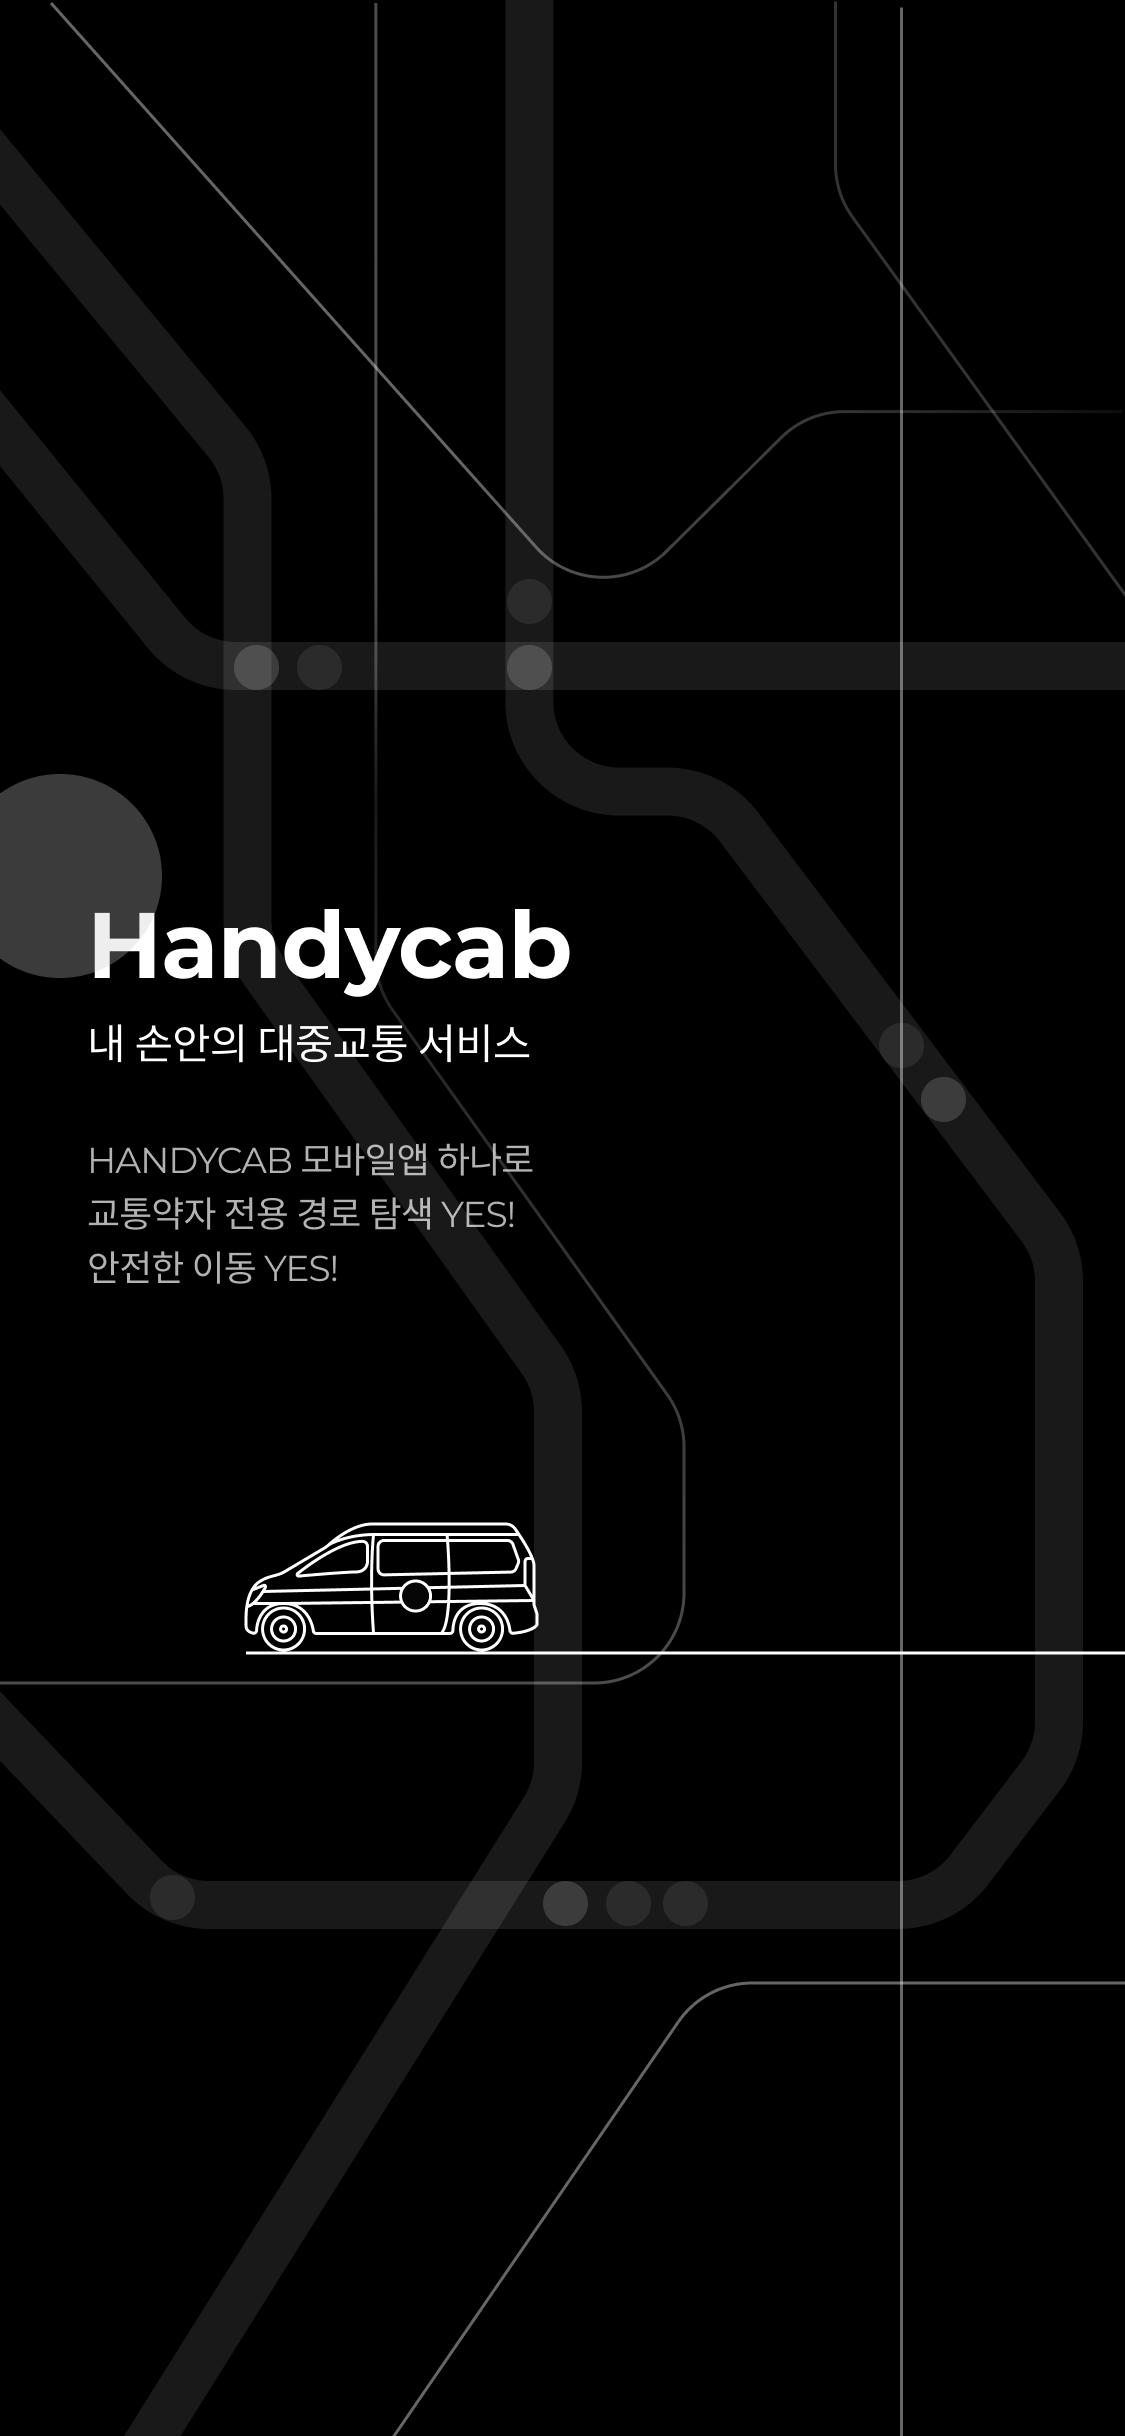 Handycab
내 손안의 대중교통 서비스
HANDYCAB 모바일앱 하나로
교통약자 전용 경로 탐색 YES!
안전한 이동 YES!